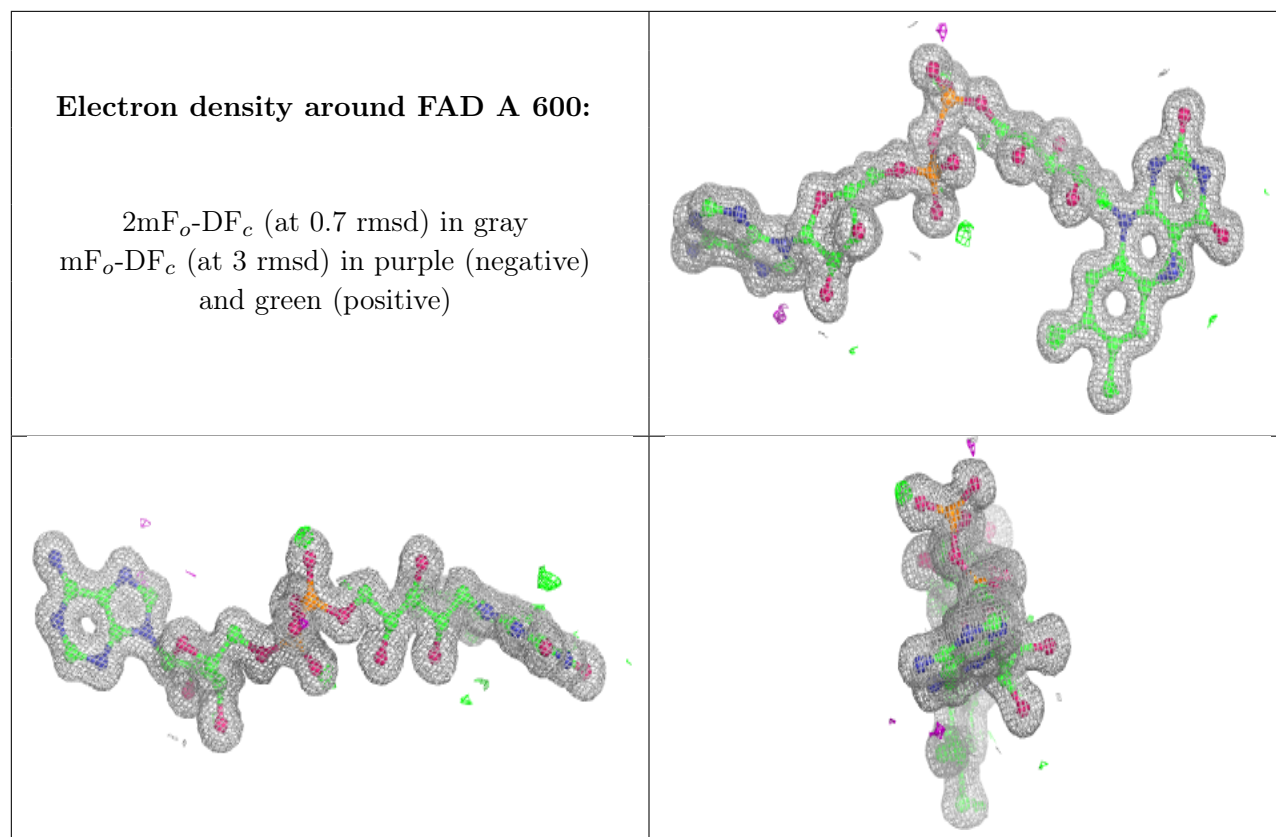 Electron density around FAD A 600:
2mFo-DFc (at 0.7 rmsd) in gray
mFo-DFc (at 3 rmsd) in purple (negative)
and green (positive)